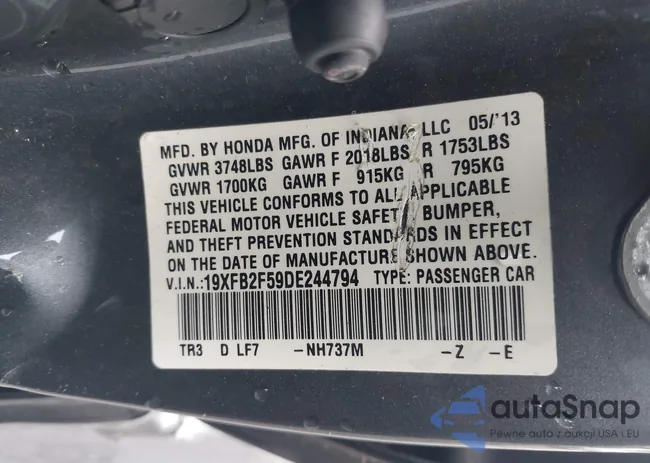 MFD. BY HONDA MFG. OF INDIANA, LLC 05/'13
GVWR 3748LBS GAWR F 2018LBS R 1753LBS
GVWR 1700KG GAWR F 915KG R 795KG
THIS VEHICLE CONFORMS TO ALL APPLICABLE
FEDERAL MOTOR VEHICLE SAFETY, BUMPER,
AND THEFT PREVENTION STANDARDS IN EFFECT
ON THE DATE OF MANUFACTURE SHOWN ABOVE.
V.I.N.: 19XFB2F59DE244794 TYPE: PASSENGER CAR
TR3 D LF7 -NH737M -Z -E
autaSnap
Pewne auta z aukcji USA i EU